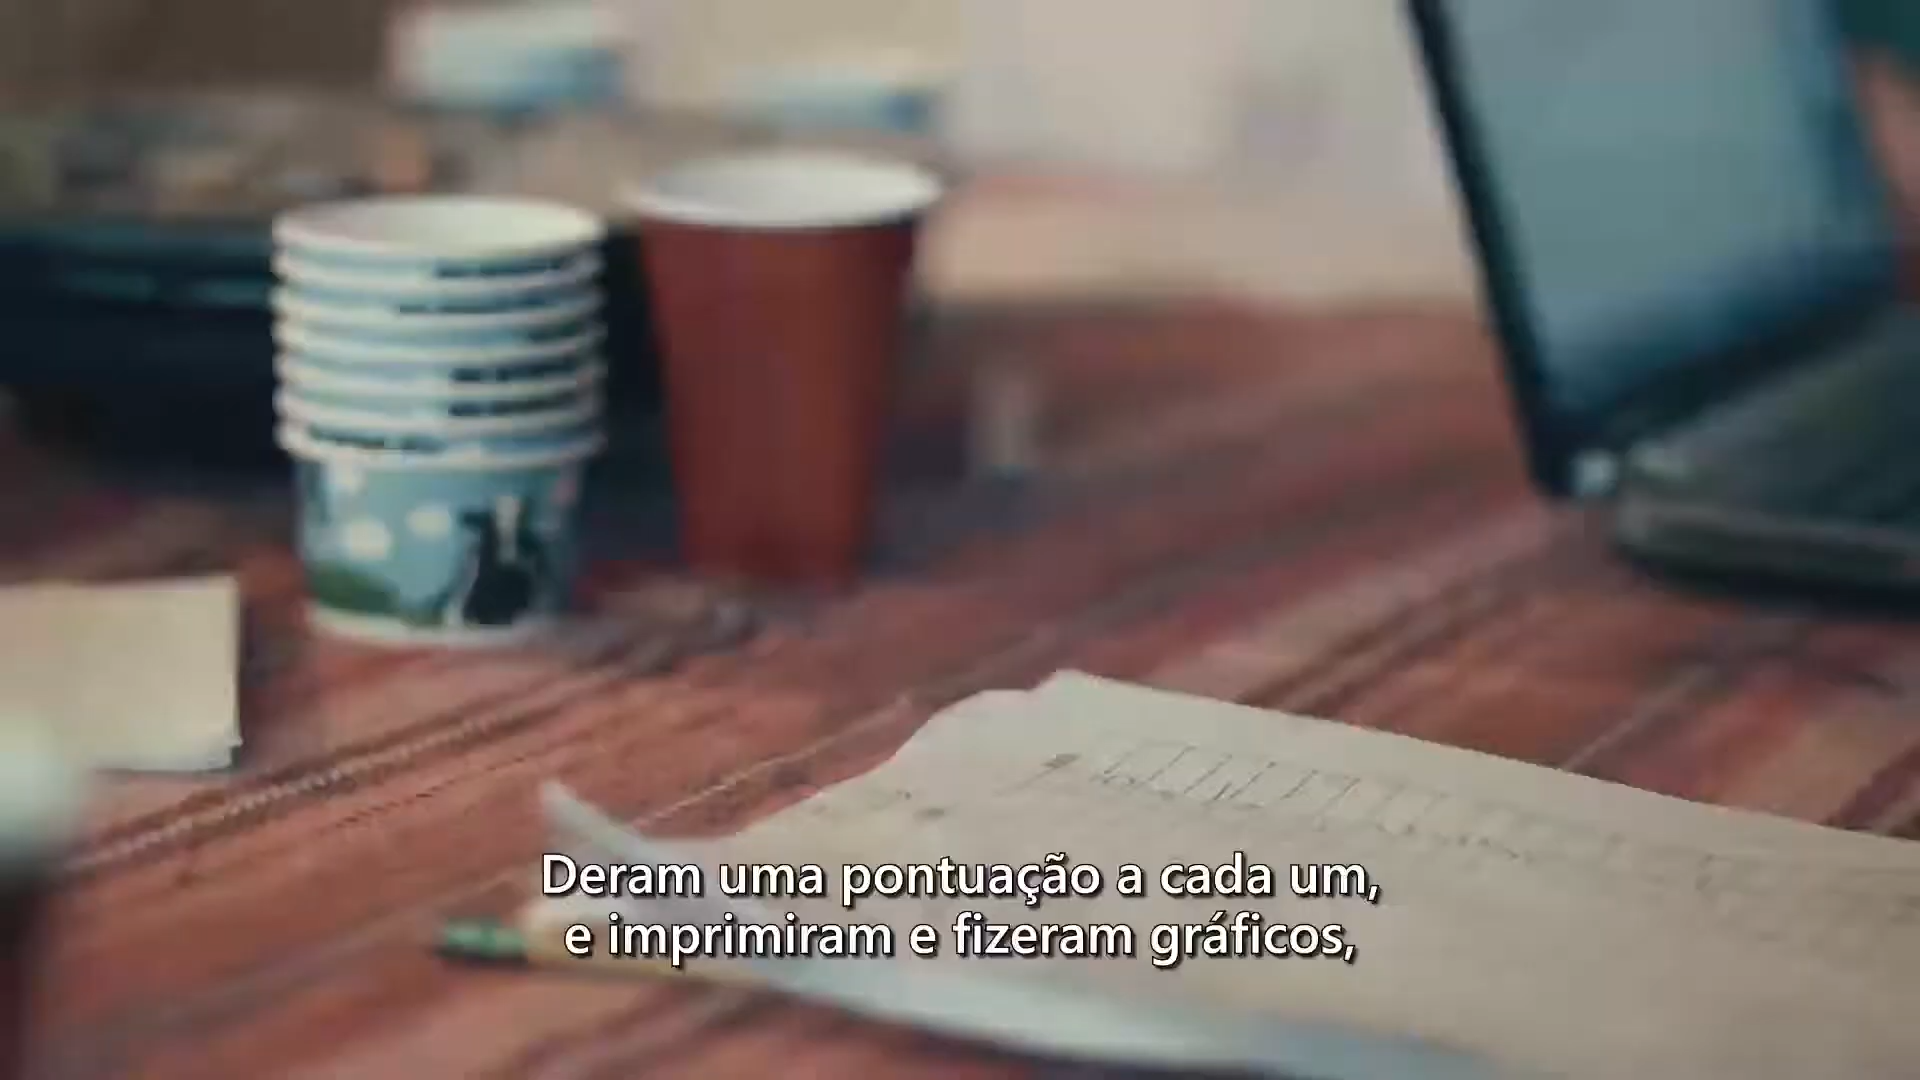 Deram uma pontuação a cada um,
e imprimiram e fizeram gráficos,